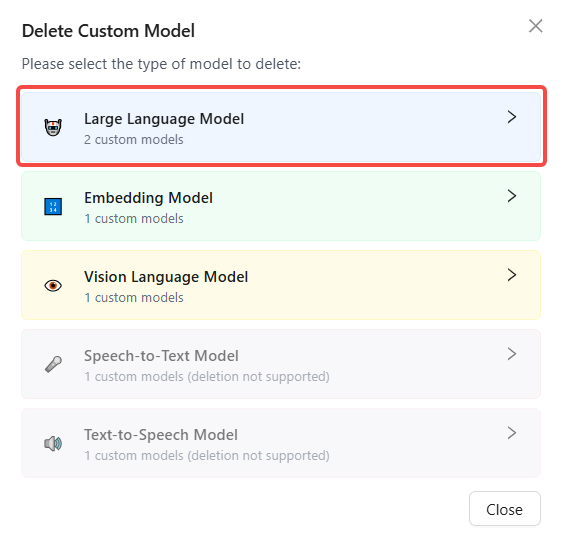 Delete Custom Model
Please select the type of model to delete:
Large Language Model
2 custom models
Embedding Model
1 custom models
Vision Language Model
1 custom models
Speech-to-Text Model
1 custom models (deletion not supported)
Text-to-Speech Model
1 custom models (deletion not supported)
Close